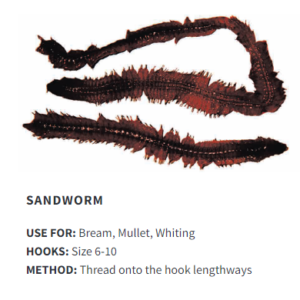 SANDWORM
USE FOR: Bream, Mullet, Whiting
HOOKS: Size 6-10
METHOD: Thread onto the hook lengthways